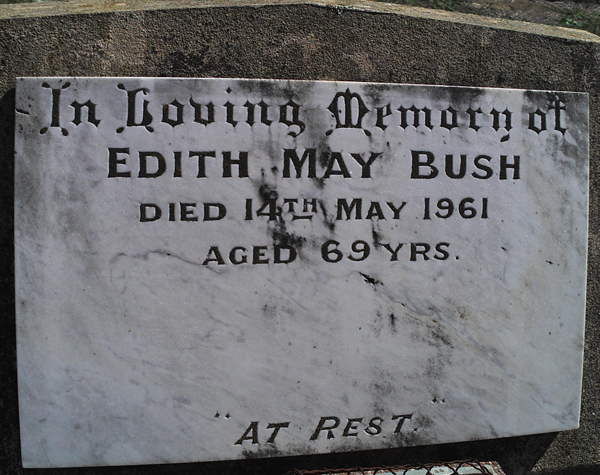 In Loving Memory of
EDITH MAY BUSH
DIED 14TH MAY 1961
AGED 69 YRS.
"AT REST."